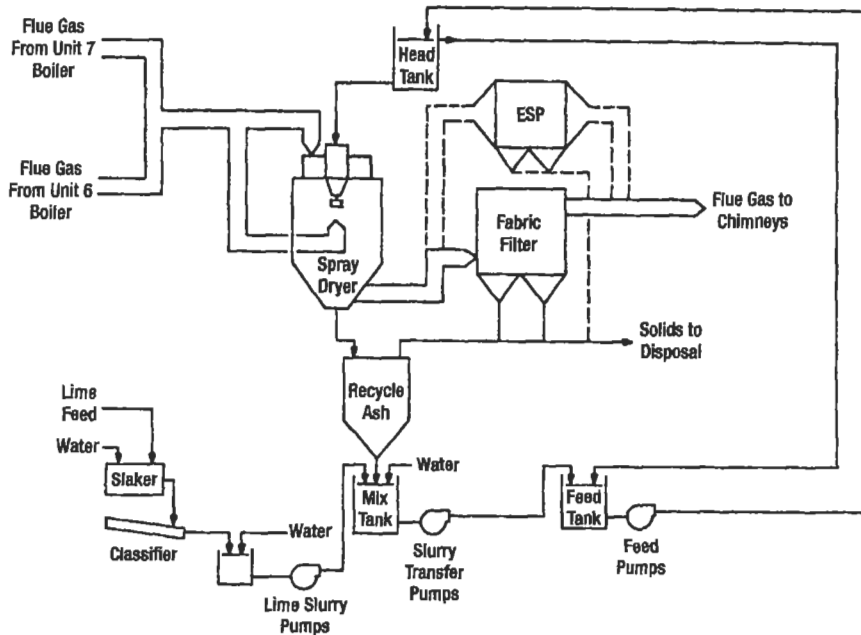 Flue Gas
From Unit 7
Boiler
Head
Tank
ESP
Flue Gas
From Unit 6
Boiler
Flue Gas to
Chimneys
Fabric
Filter
Spray
Dryer
Solids to
Disposal
Recycle
Ash
Lime
Feed
Water
Slaker
Water
Mix
Tank
Feed
Tank
Classifier
Water
Slurry
Transfer
Pumps
Feed
Pumps
Lime Slurry
Pumps